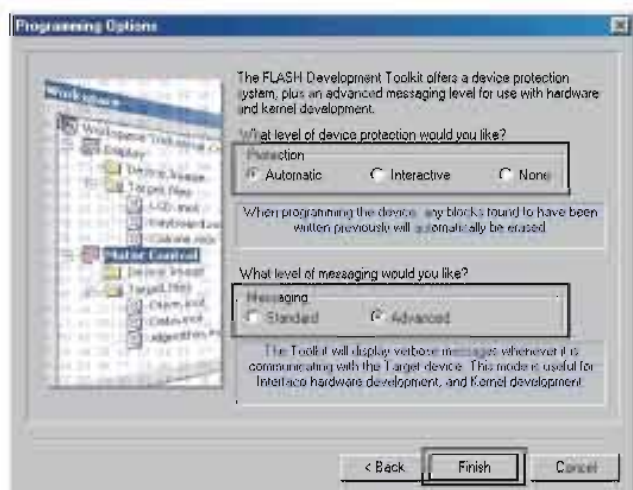 Programming Options
The FLASH Development Toolkit offers a device protection
system, plus an advanced messaging level for use with hardware
and kernel development.
What level of device protection would you like?
Protection
Automatic Interactive None
When programming the device, any blocks found to have been
written previously will automatically be erased
What level of messaging would you like?
Messaging
Standard Advanced
The Toolkit will display verbose messages whenever it is
communicating with the Target device. This mode is useful for
Interface hardware development, and Kernel development
Workspace
Display
Device Image
Target files
Motor Control
Device Image
Target files
< Back Finish Cancel